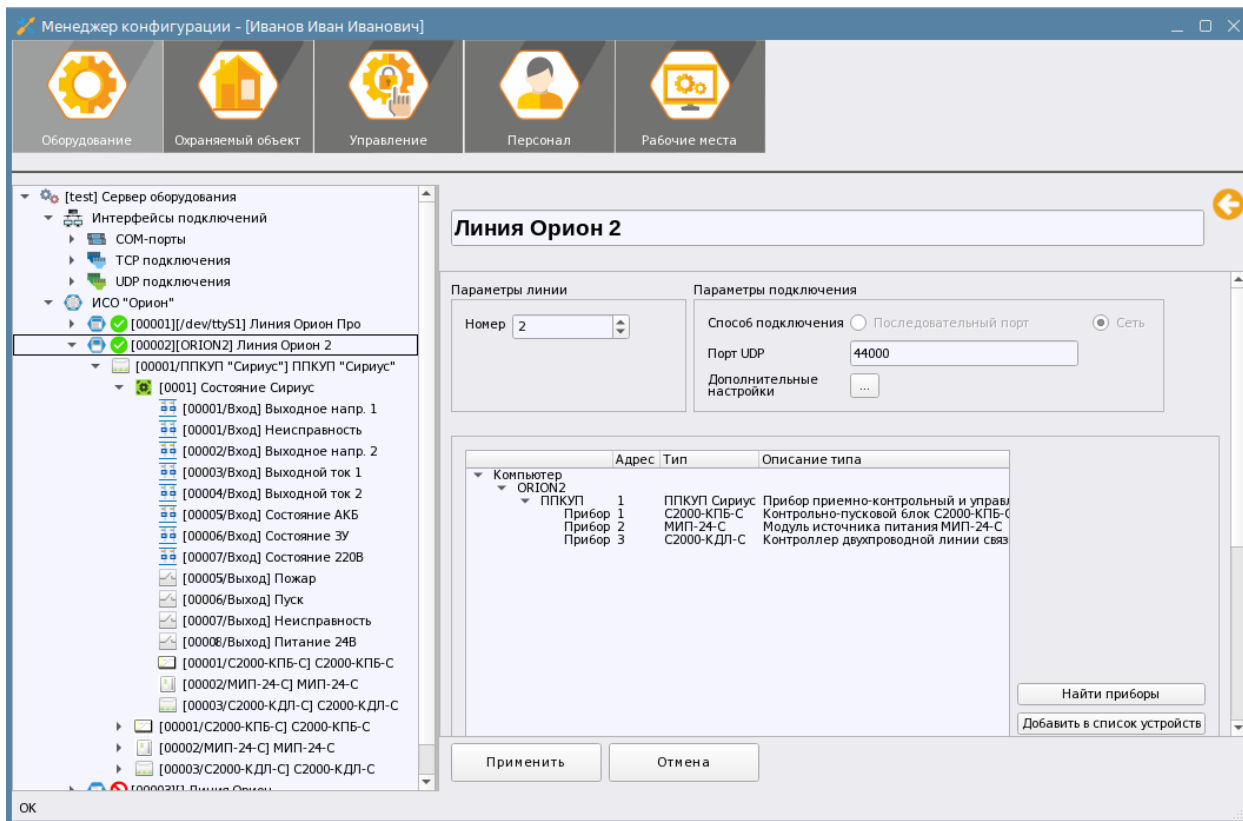 Менеджер конфигурации – [Иванов Иван Иванович]
Оборудование
Охраняемый объект
Управление
Персонал
Рабочие места
[test] Сервер оборудования
Интерфейсы подключений
COM-порты
TCP подключения
UDP подключения
ИСО "Орион"
[00001][/dev/ttyS1] Линия Орион Про
[00002][ORION2] Линия Орион 2
[00001/ППКУП "Сириус"] ППКУП "Сириус"
[0001] Состояние Сириус
[00001/Вход] Выходное напр. 1
[00001/Вход] Неисправность
[00002/Вход] Выходное напр. 2
[00003/Вход] Выходной ток 1
[00004/Вход] Выходной ток 2
[00005/Вход] Состояние АКБ
[00006/Вход] Состояние ЗУ
[00007/Вход] Состояние 220В
[00005/Выход] Пожар
[00006/Выход] Пуск
[00007/Выход] Неисправность
[00008/Выход] Питание 24В
[00001/С2000-КПБ-С] С2000-КПБ-С
[00002/МИП-24-С] МИП-24-С
[00003/С2000-КДЛ-С] С2000-КДЛ-С
[00001/С2000-КПБ-С] С2000-КПБ-С
[00002/МИП-24-С] МИП-24-С
[00003/С2000-КДЛ-С] С2000-КДЛ-С
[00003][] Линия Орион
Линия Орион 2
Параметры линии
Номер 2
Параметры подключения
Способ подключения Последовательный порт Сеть
Порт UDP 44000
Дополнительные
настройки ...
Адрес Тип Описание типа
Компьютер
ORION2
ППКУП 1 ППКУП Сириус Прибор приемно-контрольный и управл
Прибор 1 С2000-КПБ-С Контрольно-пусковой блок С2000-КПБ-С
Прибор 2 МИП-24-С Модуль источника питания МИП-24-С
Прибор 3 С2000-КДЛ-С Контроллер двухпроводной линии связ
Найти приборы
Добавить в список устройств
Применить
Отмена
OK